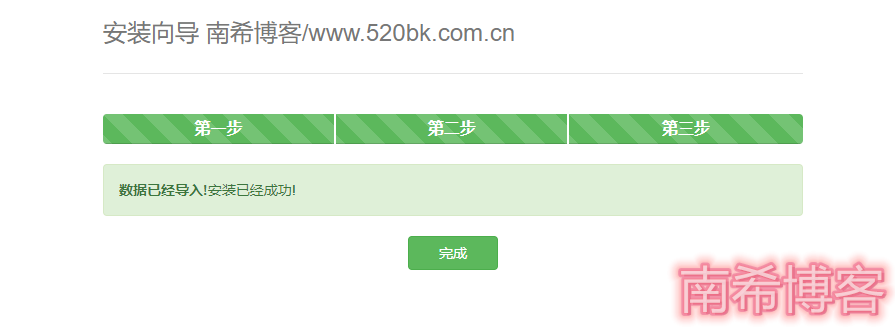 安装向导 南希博客/www.520bk.com.cn
第一步 第二步 第三步
数据已经导入!安装已经成功!
完成
南希博客